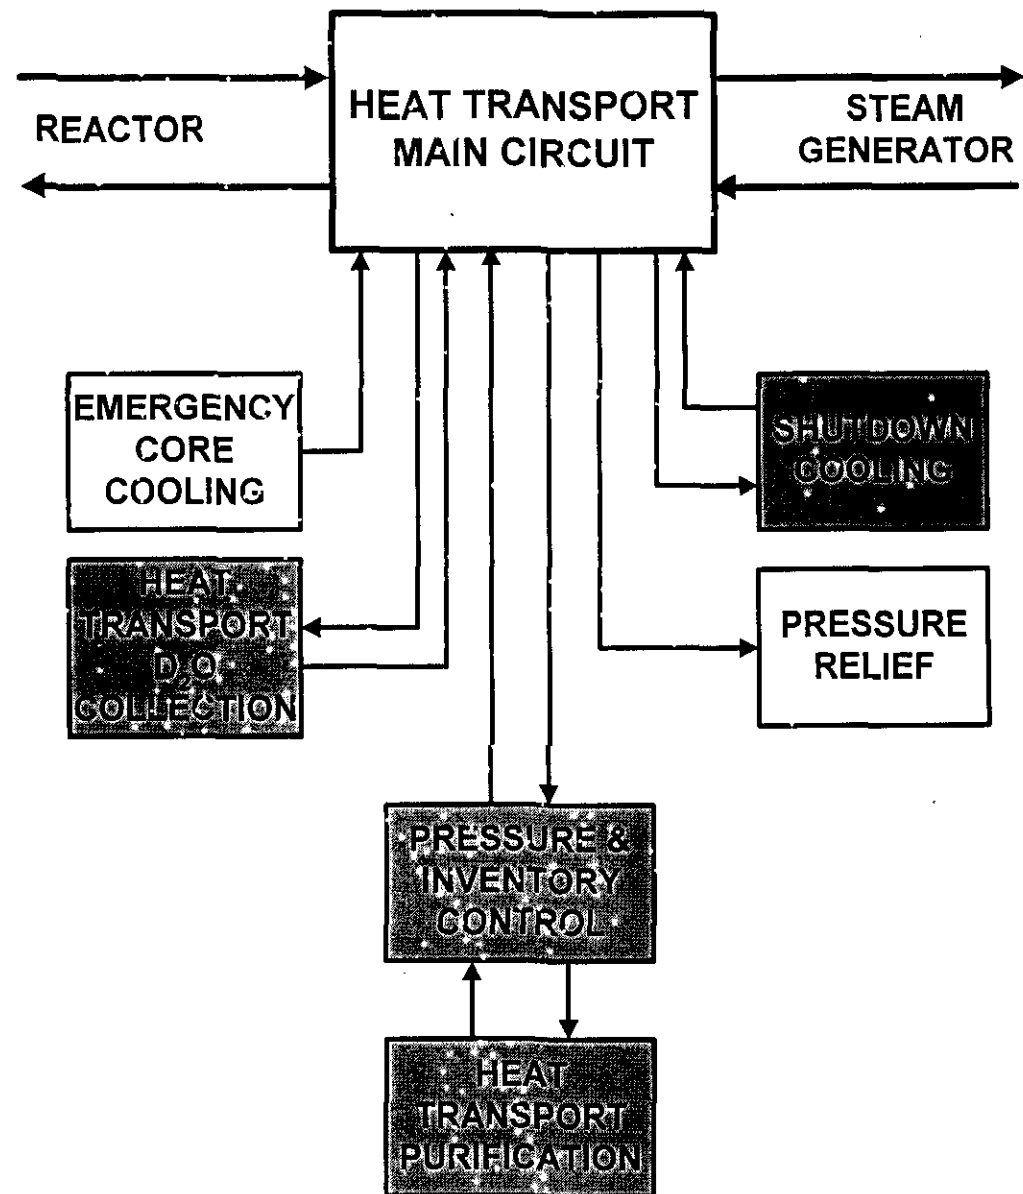 HEAT TRANSPORT
MAIN CIRCUIT
REACTOR
STEAM
GENERATOR
EMERGENCY
CORE
COOLING
SHUTDOWN
COOLING
HEAT
TRANSPORT
D₂O
COLLECTION
PRESSURE
RELIEF
PRESSURE &
INVENTORY
CONTROL
HEAT
TRANSPORT
PURIFICATION